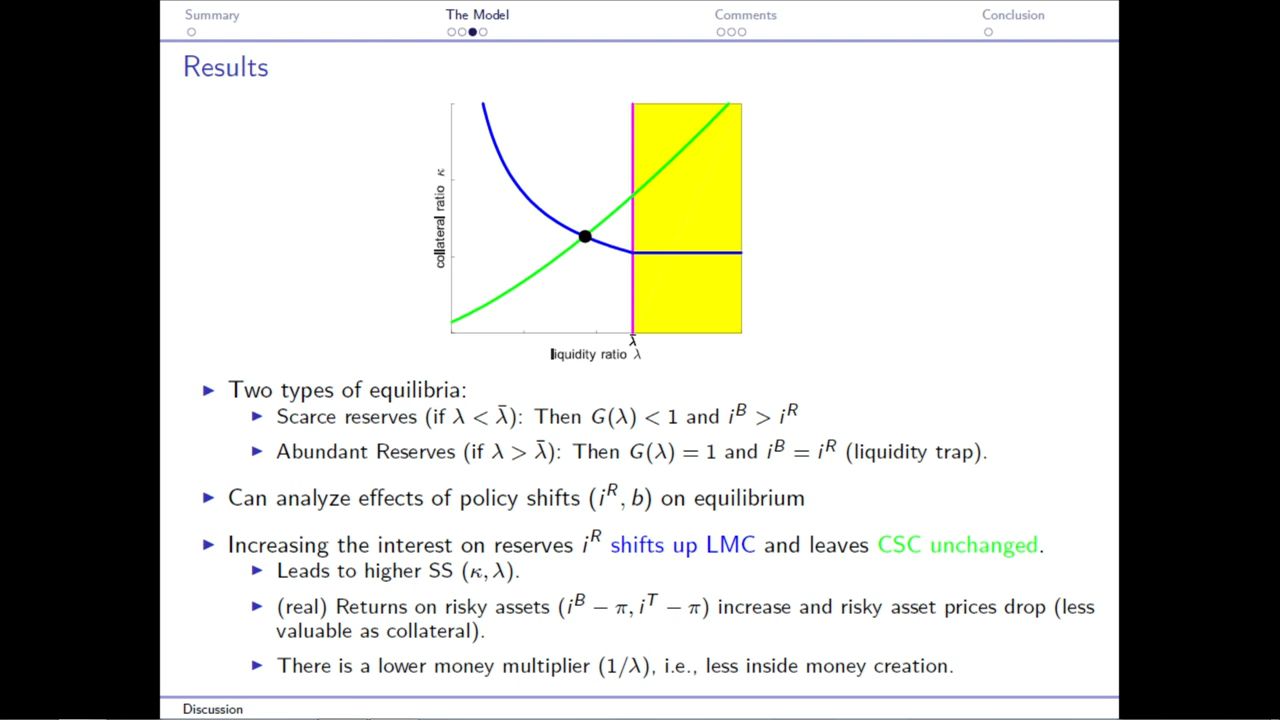 Summary
The Model
Comments
Conclusion
Results
collateral ratio κ
λ̄
liquidity ratio λ
Two types of equilibria:
Scarce reserves (if λ < λ̄): Then G(λ) < 1 and i^B > i^R
Abundant Reserves (if λ > λ̄): Then G(λ) = 1 and i^B = i^R (liquidity trap).
Can analyze effects of policy shifts (i^R, b) on equilibrium
Increasing the interest on reserves i^R shifts up LMC and leaves CSC unchanged.
Leads to higher SS (κ, λ).
(real) Returns on risky assets (i^B − π, i^T − π) increase and risky asset prices drop (less
valuable as collateral).
There is a lower money multiplier (1/λ), i.e., less inside money creation.
Discussion